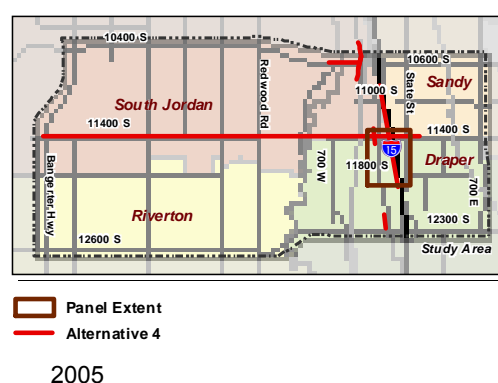 10400 S
10600 S
Redwood Rd
11000 S
State St
Sandy
South Jordan
11400 S
11400 S
15
Bangerter Hwy
700 W
11800 S
Draper
700 E
Riverton
12300 S
12600 S
Study Area
Panel Extent
Alternative 4
2005